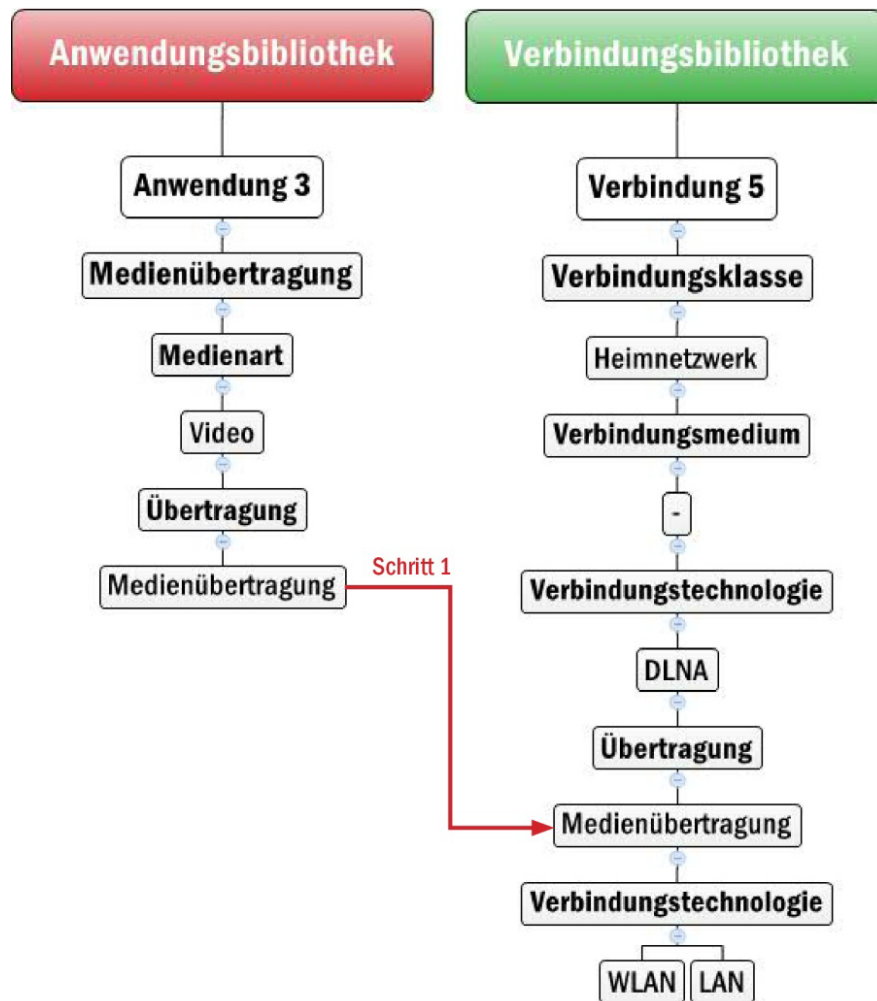 Anwendungsbibliothek
Anwendung 3
Medienübertragung
Medienart
Video
Übertragung
Medienübertragung
Schritt 1
Verbindungsbibliothek
Verbindung 5
Verbindungsklasse
Heimnetzwerk
Verbindungsmedium
-
Verbindungstechnologie
DLNA
Übertragung
Medienübertragung
Verbindungstechnologie
WLAN
LAN